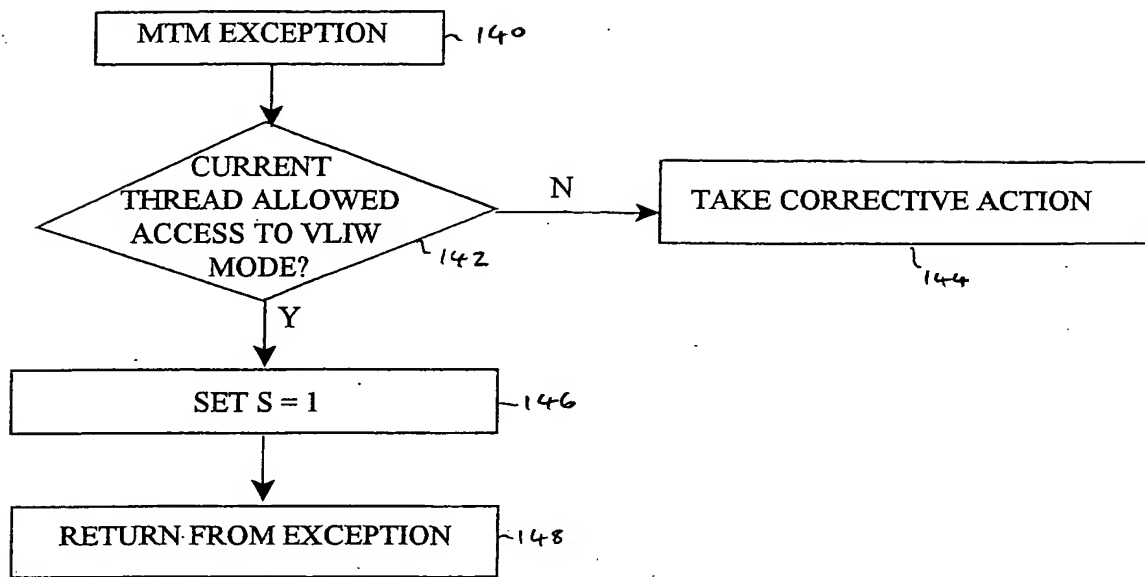 MTM EXCEPTION
140
CURRENT
THREAD ALLOWED
ACCESS TO VLIW
MODE?
142
N
TAKE CORRECTIVE ACTION
144
Y
SET S = 1
146
RETURN FROM EXCEPTION
148